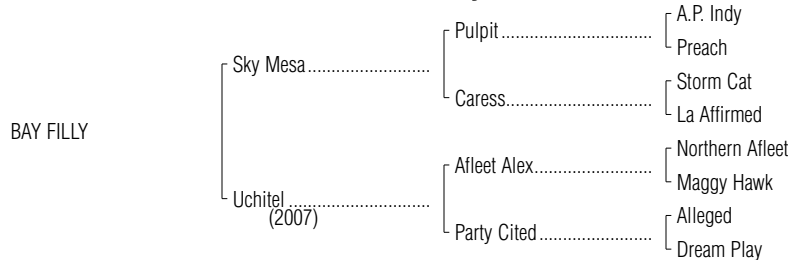 A.P. Indy
Pulpit
Preach
Sky Mesa
Storm Cat
Caress
La Affirmed
BAY FILLY
Northern Afleet
Afleet Alex
Maggy Hawk
Uchitel
(2007)
Alleged
Party Cited
Dream Play